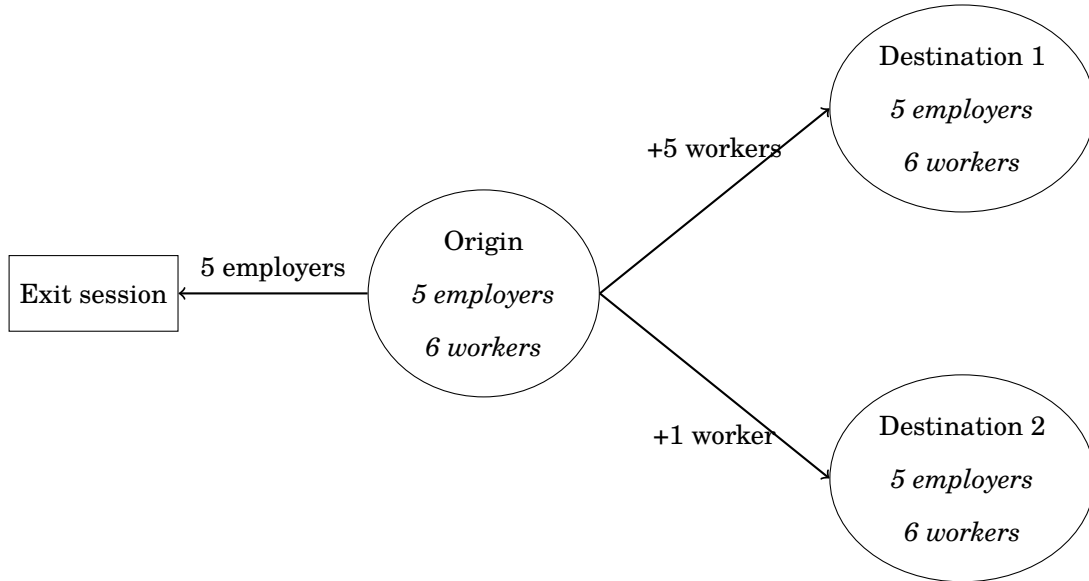 Exit session
5 employers
Origin
5 employers
6 workers
+5 workers
+1 worker
Destination 1
5 employers
6 workers
Destination 2
5 employers
6 workers